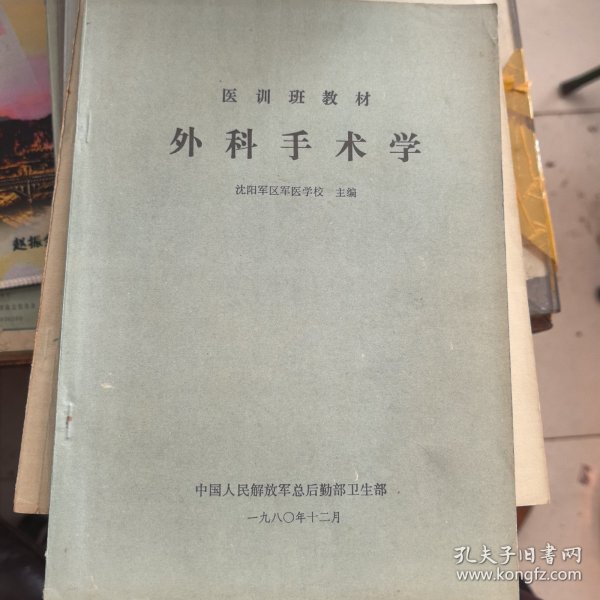 医训班教材
外科手术学
沈阳军区军医学校 主编
中国人民解放军总后勤部卫生部
一九八〇年十二月
赵振
孔夫子旧书网
www.kongfz.com